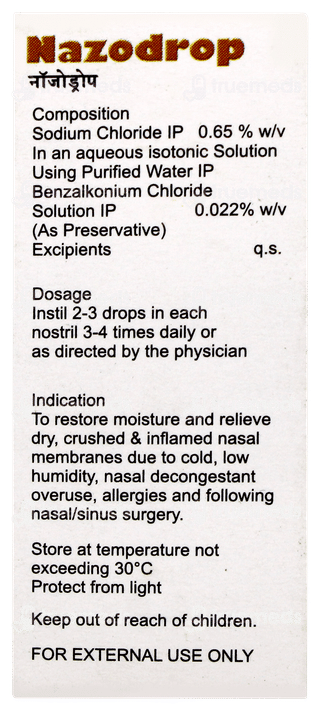 Nazodrop
नॉजोड्रोप
Composition
Sodium Chloride IP 0.65 % w/v
In an aqueous isotonic Solution
Using Purified Water IP
Benzalkonium Chloride
Solution IP 0.022% w/v
(As Preservative)
Excipients q.s.
Dosage
Instil 2-3 drops in each
nostril 3-4 times daily or
as directed by the physician
Indication
To restore moisture and relieve
dry, crushed & inflamed nasal
membranes due to cold, low
humidity, nasal decongestant
overuse, allergies and following
nasal/sinus surgery.
Store at temperature not
exceeding 30°C
Protect from light
Keep out of reach of children.
FOR EXTERNAL USE ONLY